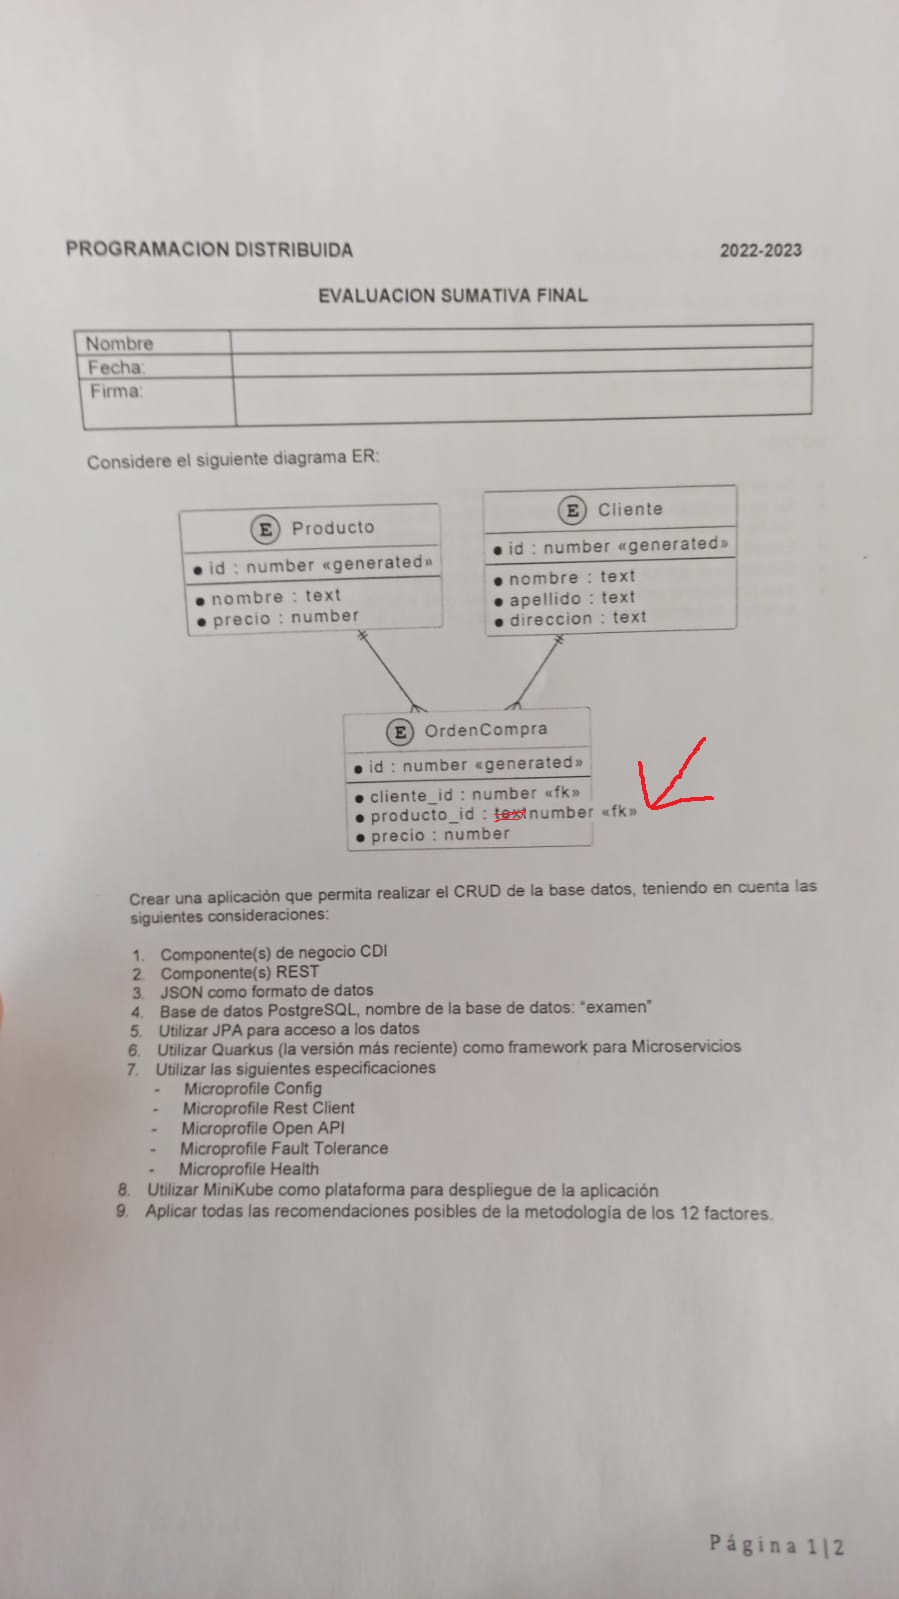 PROGRAMACION DISTRIBUIDA 2022-2023
EVALUACION SUMATIVA FINAL
Nombre
Fecha:
Firma:
Considere el siguiente diagrama ER:
E Producto
id : number «generated»
nombre : text
precio : number
E Cliente
id : number «generated»
nombre : text
apellido : text
direccion : text
E OrdenCompra
id : number «generated»
cliente_id : number «fk»
producto_id : text number «fk»
precio : number
Crear una aplicación que permita realizar el CRUD de la base datos, teniendo en cuenta las
siguientes consideraciones:
1. Componente(s) de negocio CDI
2. Componente(s) REST
3. JSON como formato de datos
4. Base de datos PostgreSQL, nombre de la base de datos: “examen”
5. Utilizar JPA para acceso a los datos
6. Utilizar Quarkus (la versión más reciente) como framework para Microservicios
7. Utilizar las siguientes especificaciones
- Microprofile Config
- Microprofile Rest Client
- Microprofile Open API
- Microprofile Fault Tolerance
- Microprofile Health
8. Utilizar MiniKube como plataforma para despliegue de la aplicación
9. Aplicar todas las recomendaciones posibles de la metodología de los 12 factores.
Página 1|2